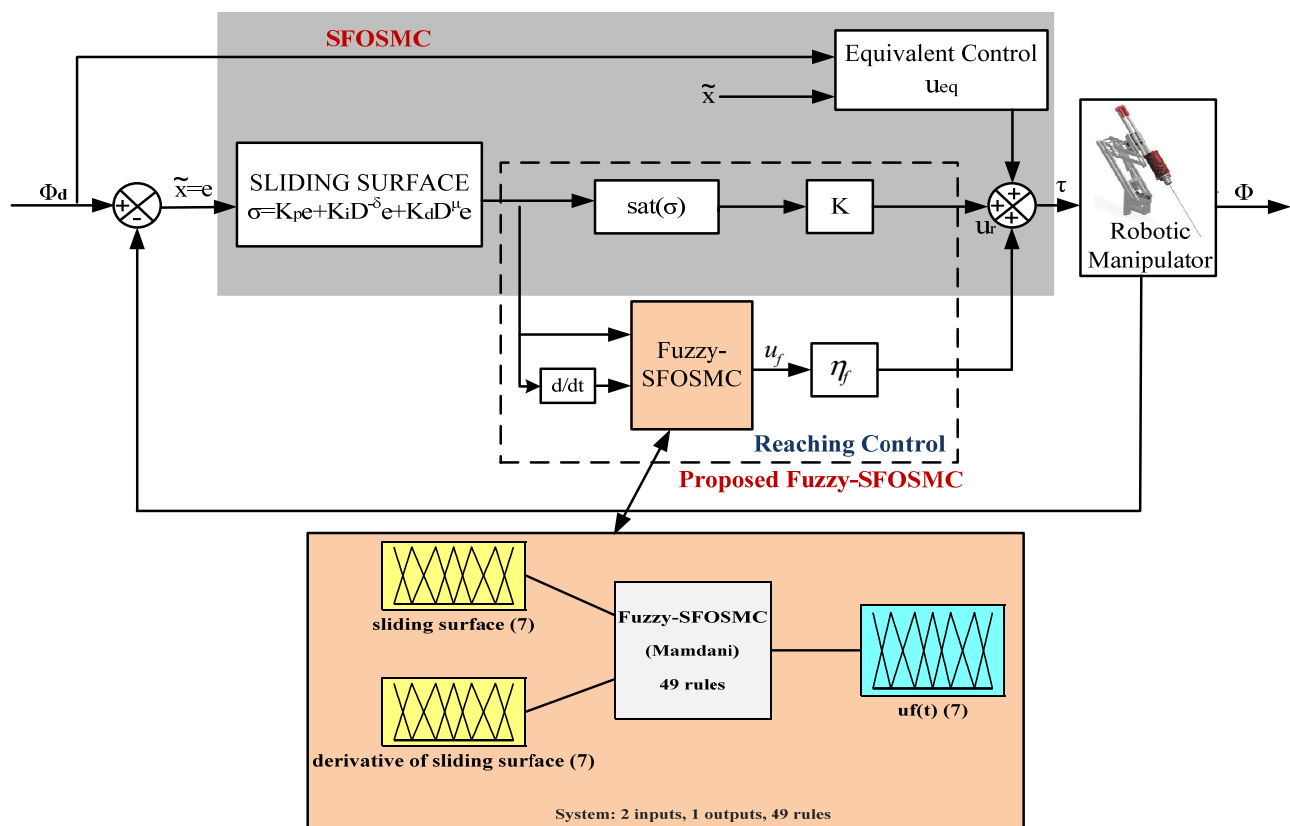 SFOSMC
Equivalent Control
ueq
x̃
Φd
+
-
x̃=e
SLIDING SURFACE
σ=Kpe+KiD⁻ᵟe+KdDᵘe
sat(σ)
K
ur
+
+
+
τ
Robotic
Manipulator
Φ
Fuzzy-
SFOSMC
d/dt
uf
ηf
Reaching Control
Proposed Fuzzy-SFOSMC
sliding surface (7)
Fuzzy-SFOSMC
(Mamdani)
49 rules
uf(t) (7)
derivative of sliding surface (7)
System: 2 inputs, 1 outputs, 49 rules